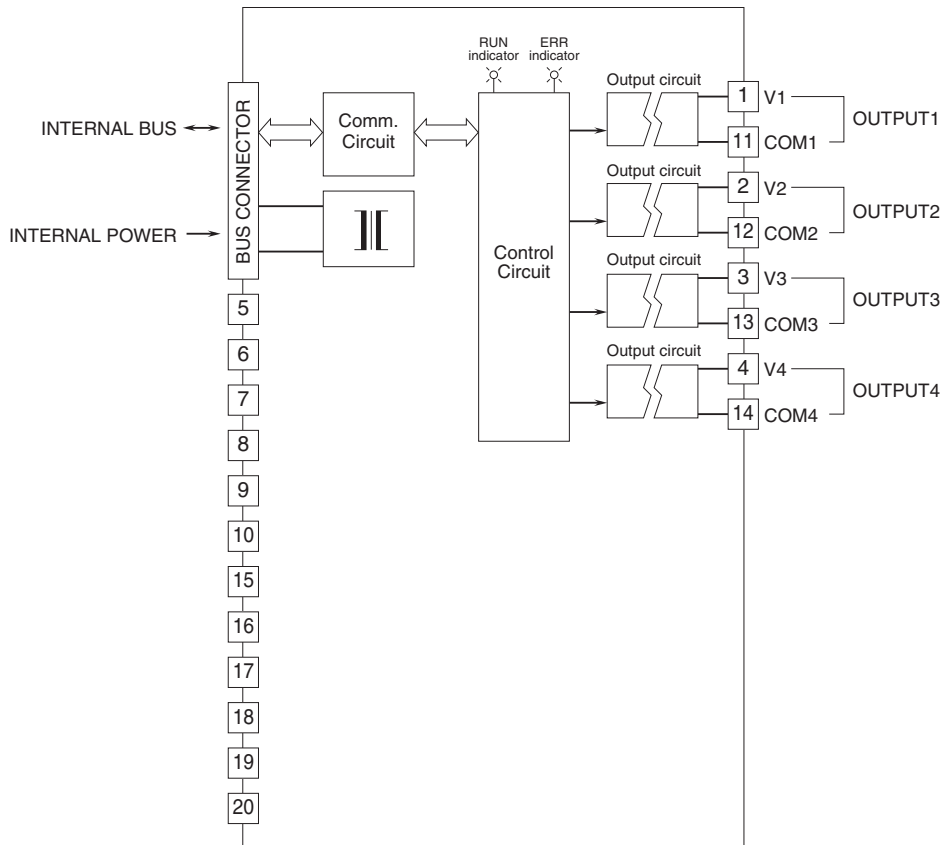 RUN
indicator
ERR
indicator
INTERNAL BUS
INTERNAL POWER
BUS CONNECTOR
Comm.
Circuit
Control
Circuit
Output circuit
1 V1
11 COM1
OUTPUT1
Output circuit
2 V2
12 COM2
OUTPUT2
Output circuit
3 V3
13 COM3
OUTPUT3
Output circuit
4 V4
14 COM4
OUTPUT4
5
6
7
8
9
10
15
16
17
18
19
20